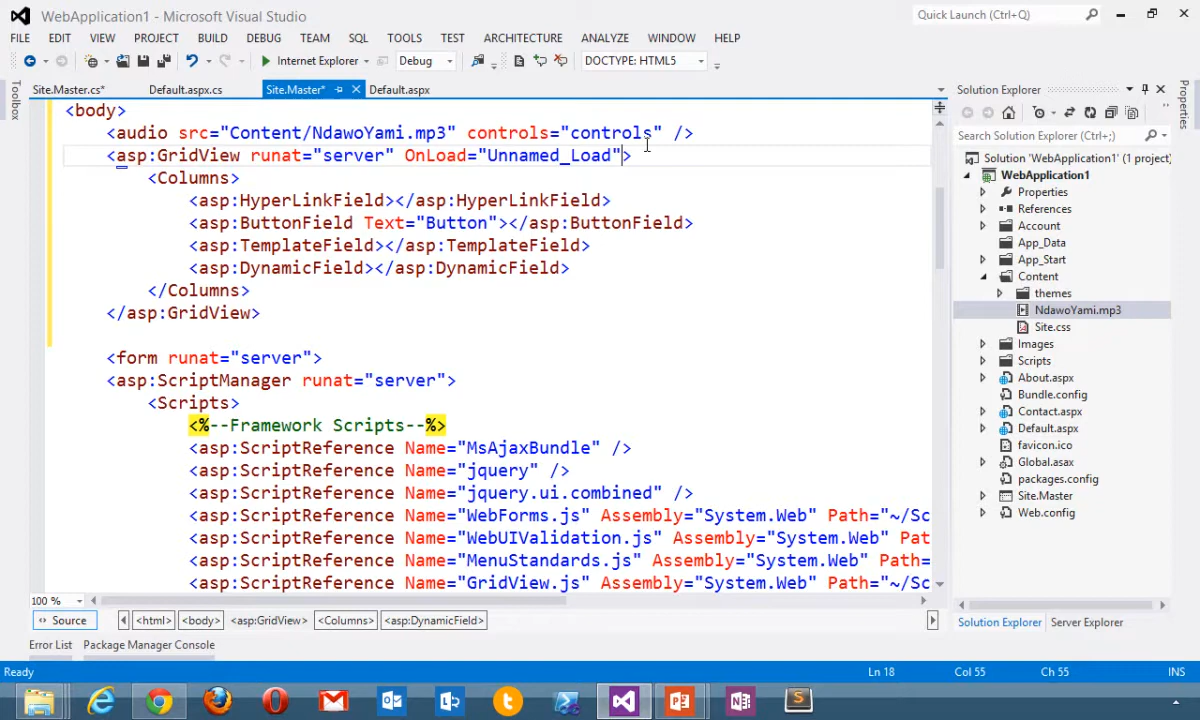 WebApplication1 - Microsoft Visual Studio
Quick Launch (Ctrl+Q)
FILE EDIT VIEW PROJECT BUILD DEBUG TEAM SQL TOOLS TEST ARCHITECTURE ANALYZE WINDOW HELP
Internet Explorer Debug DOCTYPE: HTML5
Toolbox
Site.Master.cs* Default.aspx.cs Site.Master* Default.aspx
<body>
<audio src="Content/NdawoYami.mp3" controls="controls" />
<asp:GridView runat="server" OnLoad="Unnamed_Load">
<Columns>
<asp:HyperLinkField></asp:HyperLinkField>
<asp:ButtonField Text="Button"></asp:ButtonField>
<asp:TemplateField></asp:TemplateField>
<asp:DynamicField></asp:DynamicField>
</Columns>
</asp:GridView>
<form runat="server">
<asp:ScriptManager runat="server">
<Scripts>
<%--Framework Scripts--%>
<asp:ScriptReference Name="MsAjaxBundle" />
<asp:ScriptReference Name="jquery" />
<asp:ScriptReference Name="jquery.ui.combined" />
<asp:ScriptReference Name="WebForms.js" Assembly="System.Web" Path="~/Sc
<asp:ScriptReference Name="WebUIValidation.js" Assembly="System.Web" Pat
<asp:ScriptReference Name="MenuStandards.js" Assembly="System.Web" Path=
<asp:ScriptReference Name="GridView.js" Assembly="System.Web" Path="~/Sc
100 %
Source <html> <body> <asp:GridView> <Columns> <asp:DynamicField>
Error List Package Manager Console
Solution Explorer
Properties
Search Solution Explorer (Ctrl+;)
Solution 'WebApplication1' (1 project)
WebApplication1
Properties
References
Account
App_Data
App_Start
Content
themes
NdawoYami.mp3
Site.css
Images
Scripts
About.aspx
Bundle.config
Contact.aspx
Default.aspx
favicon.ico
Global.asax
packages.config
Site.Master
Web.config
Solution Explorer Server Explorer
Ready Ln 18 Col 55 Ch 55 INS